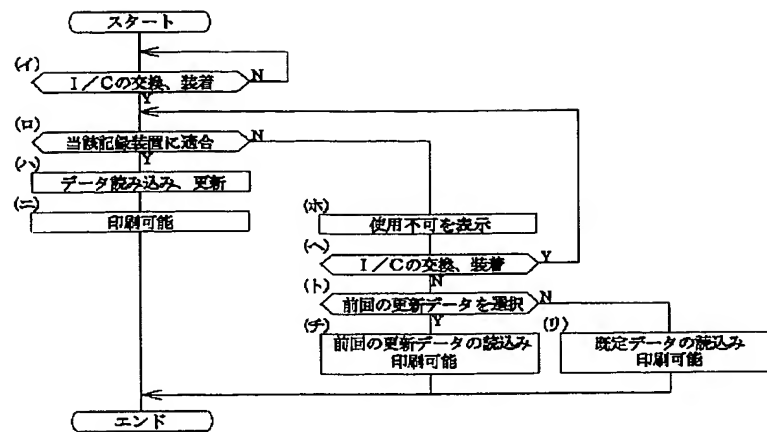 スタート
(イ)
I／Cの交換、装着
N
Y
(ロ)
当該記録装置に適合
N
Y
(ハ)
データ読み込み、更新
(ニ)
印刷可能
(ホ)
使用不可を表示
(ヘ)
I／Cの交換、装着
Y
N
(ト)
前回の更新データを選択
N
Y
(チ)
前回の更新データの読込み
印刷可能
(リ)
既定データの読込み
印刷可能
エンド